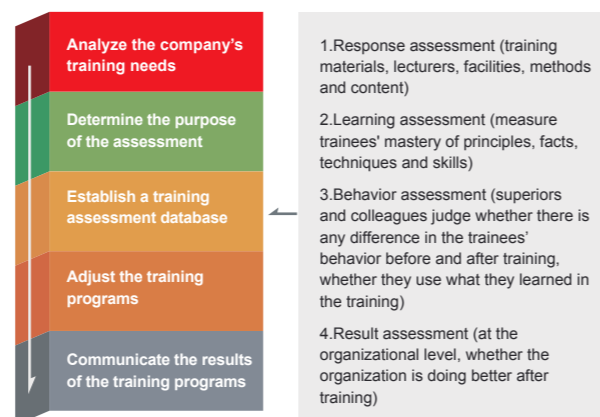 Analyze the company’s
training needs
Determine the purpose
of the assessment
Establish a training
assessment database
Adjust the training
programs
Communicate the results
of the training programs
1.Response assessment (training
materials, lecturers, facilities, methods
and content)
2.Learning assessment (measure
trainees' mastery of principles, facts,
techniques and skills)
3.Behavior assessment (superiors
and colleagues judge whether there is
any difference in the trainees’
behavior before and after training,
whether they use what they learned in
the training)
4.Result assessment (at the
organizational level, whether the
organization is doing better after
training)